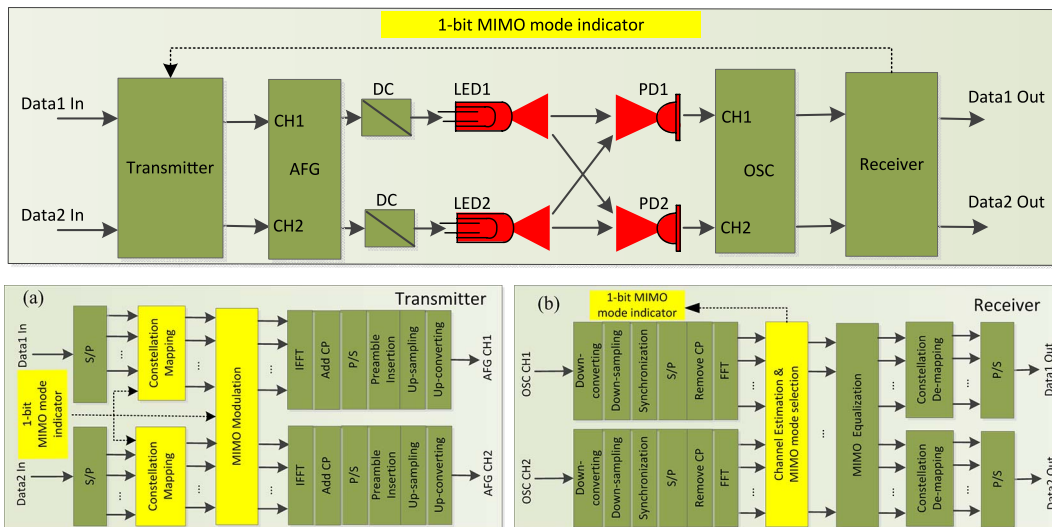 1-bit MIMO mode indicator
Data1 In
Data2 In
Transmitter
CH1
AFG
CH2
DC
DC
LED1
LED2
PD1
PD2
CH1
OSC
CH2
Receiver
Data1 Out
Data2 Out
(a)
Transmitter
Data1 In
S/P
...
Constellation
Mapping
...
1-bit
MIMO mode
indicator
Data2 In
S/P
...
Constellation
Mapping
...
MIMO Modulation
...
IFFT
Add CP
P/S
Preamble
Insertion
Up-sampling
Up-converting
AFG CH1
...
IFFT
Add CP
P/S
Preamble
Insertion
Up-sampling
Up-converting
AFG CH2
(b)
1-bit MIMO
mode indicator
Receiver
OSC CH1
Down-
converting
Down-sampling
Synchronization
S/P
Remove CP
FFT
...
OSC CH2
Down-
converting
Down-sampling
Synchronization
S/P
Remove CP
FFT
...
Channel Estimation &
MIMO mode selection
...
MIMO Equalization
...
Constellation
De-mapping
...
P/S
Data1 Out
...
Constellation
De-mapping
...
P/S
Data2 Out